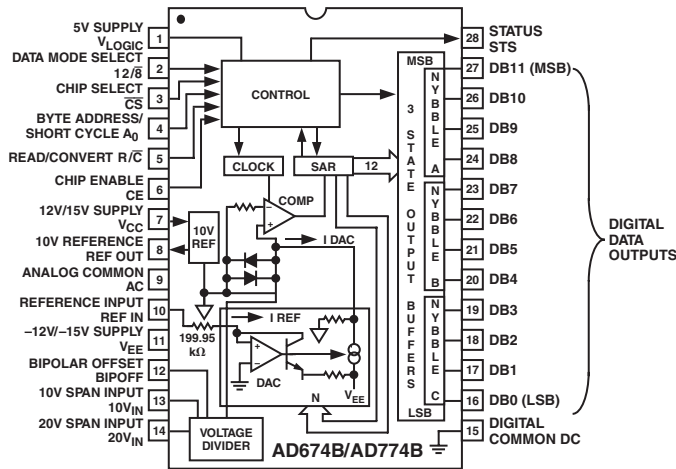 5V SUPPLY
VLOGIC
1
DATA MODE SELECT
12/8
2
CHIP SELECT
CS
3
BYTE ADDRESS/
SHORT CYCLE A0
4
READ/CONVERT R/C
5
CHIP ENABLE
CE
6
12V/15V SUPPLY
VCC
7
10V REFERENCE
REF OUT
8
ANALOG COMMON
AC
9
REFERENCE INPUT
REF IN
10
–12V/–15V SUPPLY
VEE
11
BIPOLAR OFFSET
BIPOFF
12
10V SPAN INPUT
10VIN
13
20V SPAN INPUT
20VIN
14
CONTROL
CLOCK
SAR
12
COMP
–
+
10V
REF
I DAC
I REF
199.95
kΩ
+
–
DAC
N
VEE
VOLTAGE
DIVIDER
AD674B/AD774B
MSB
3 STATE OUTPUT BUFFERS
LSB
NYBBLE A
NYBBLE B
NYBBLE C
28
STATUS
STS
27
DB11 (MSB)
26
DB10
25
DB9
24
DB8
23
DB7
22
DB6
21
DB5
20
DB4
19
DB3
18
DB2
17
DB1
16
DB0 (LSB)
15
DIGITAL
COMMON DC
DIGITAL
DATA
OUTPUTS